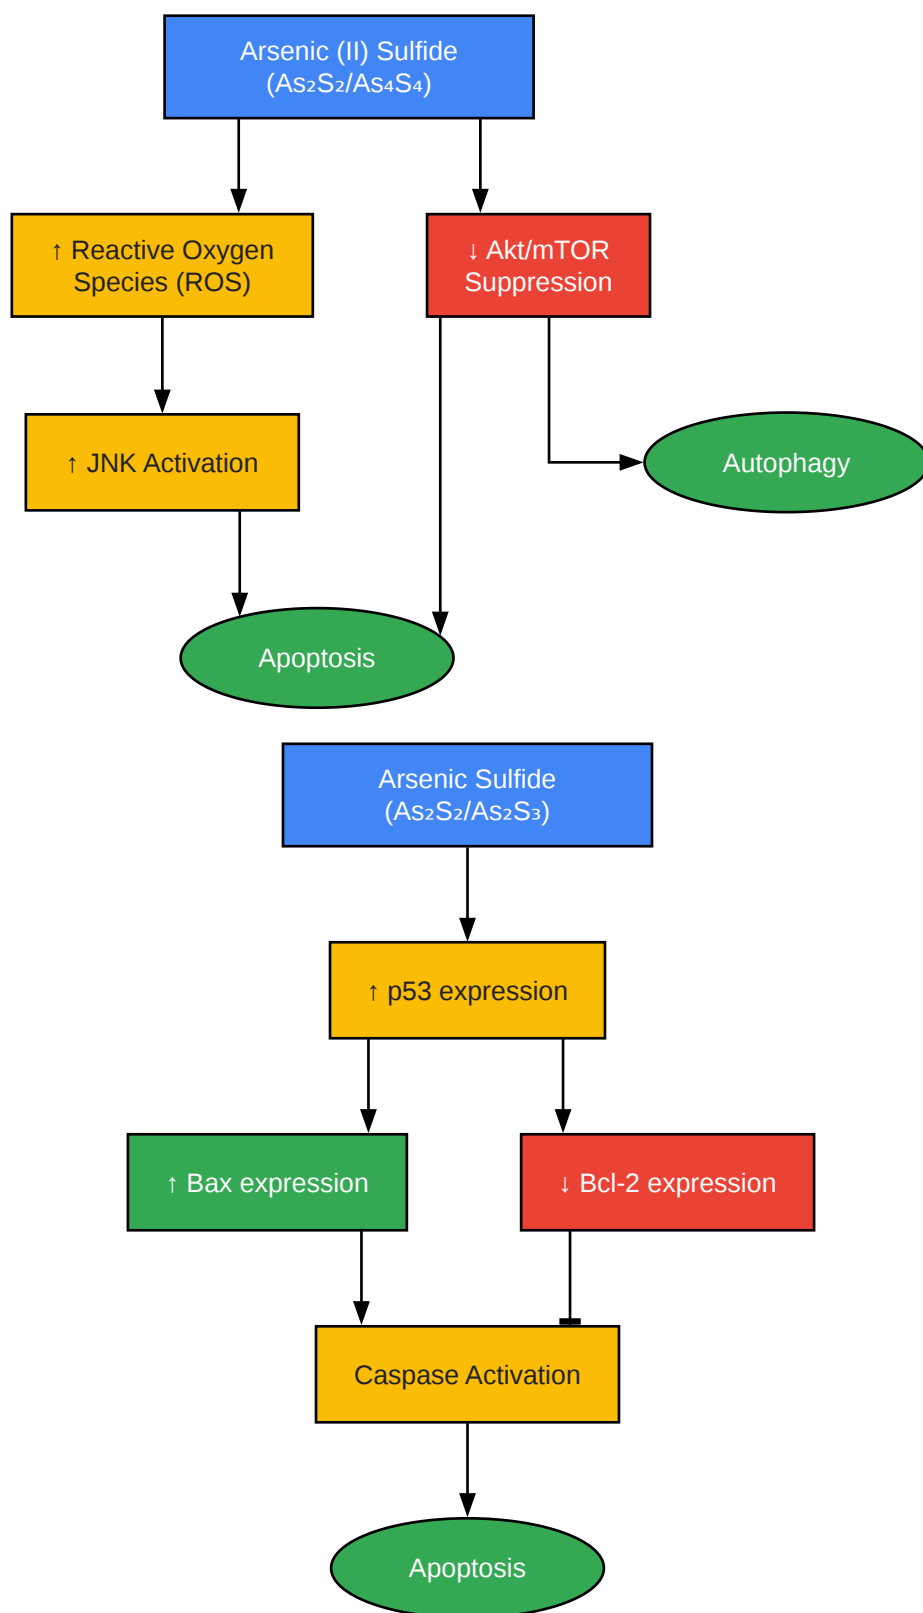 Arsenic (II) Sulfide
(As₂S₂/As₄S₄)
↑ Reactive Oxygen
Species (ROS)
↓ Akt/mTOR
Suppression
↑ JNK Activation
Autophagy
Apoptosis
Arsenic Sulfide
(As₂S₂/As₂S₃)
↑ p53 expression
↑ Bax expression
↓ Bcl-2 expression
Caspase Activation
Apoptosis